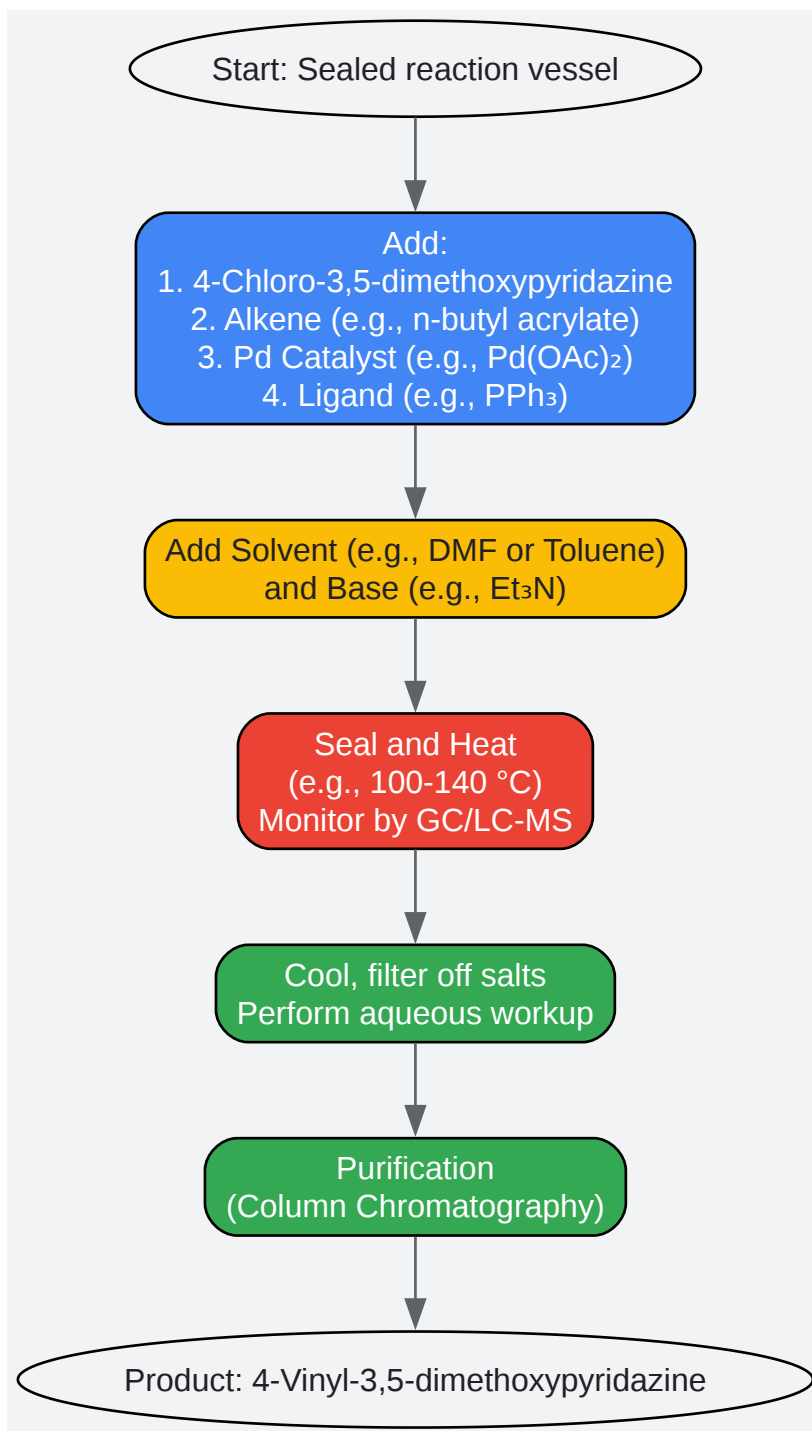 Start: Sealed reaction vessel
Add:
1. 4-Chloro-3,5-dimethoxypyridazine
2. Alkene (e.g., n-butyl acrylate)
3. Pd Catalyst (e.g., Pd(OAc)₂)
4. Ligand (e.g., PPh₃)
Add Solvent (e.g., DMF or Toluene)
and Base (e.g., Et₃N)
Seal and Heat
(e.g., 100-140 °C)
Monitor by GC/LC-MS
Cool, filter off salts
Perform aqueous workup
Purification
(Column Chromatography)
Product: 4-Vinyl-3,5-dimethoxypyridazine